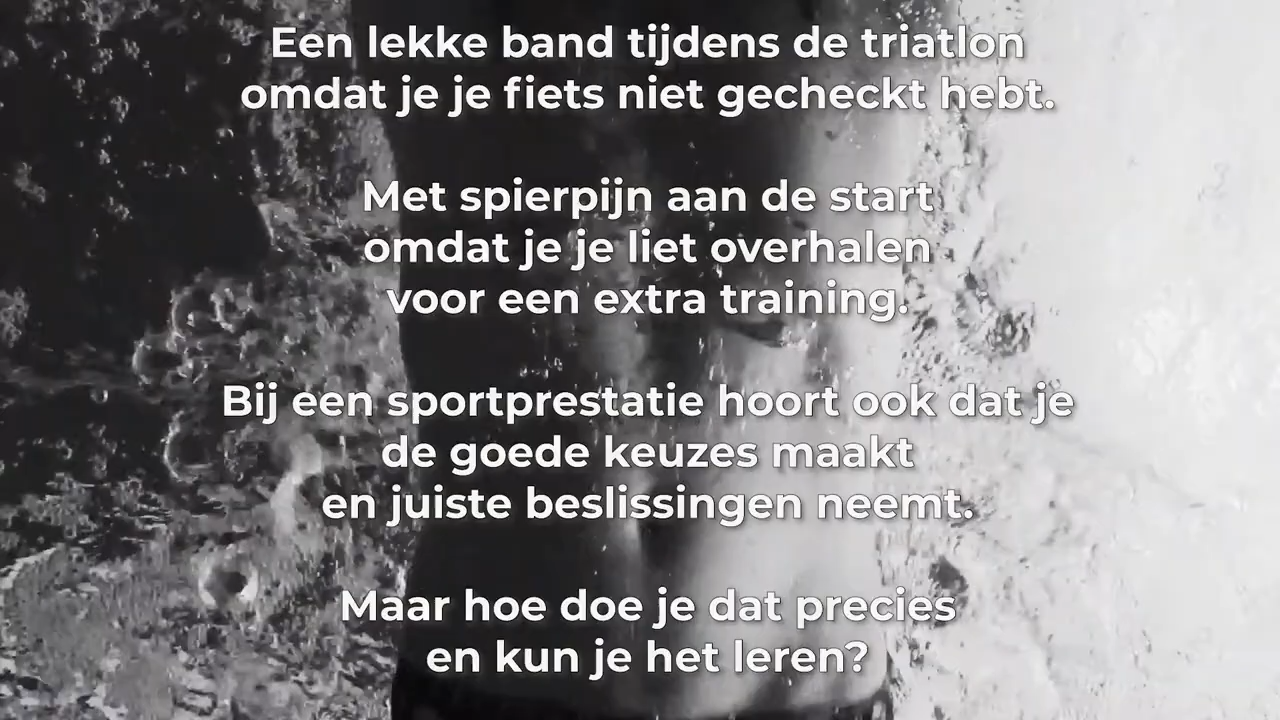 Een lekke band tijdens de triatlon
omdat je je fiets niet gecheckt hebt.
Met spierpijn aan de start
omdat je je liet overhalen
voor een extra training.
Bij een sportprestatie hoort ook dat je
de goede keuzes maakt
en juiste beslissingen neemt.
Maar hoe doe je dat precies
en kun je het leren?